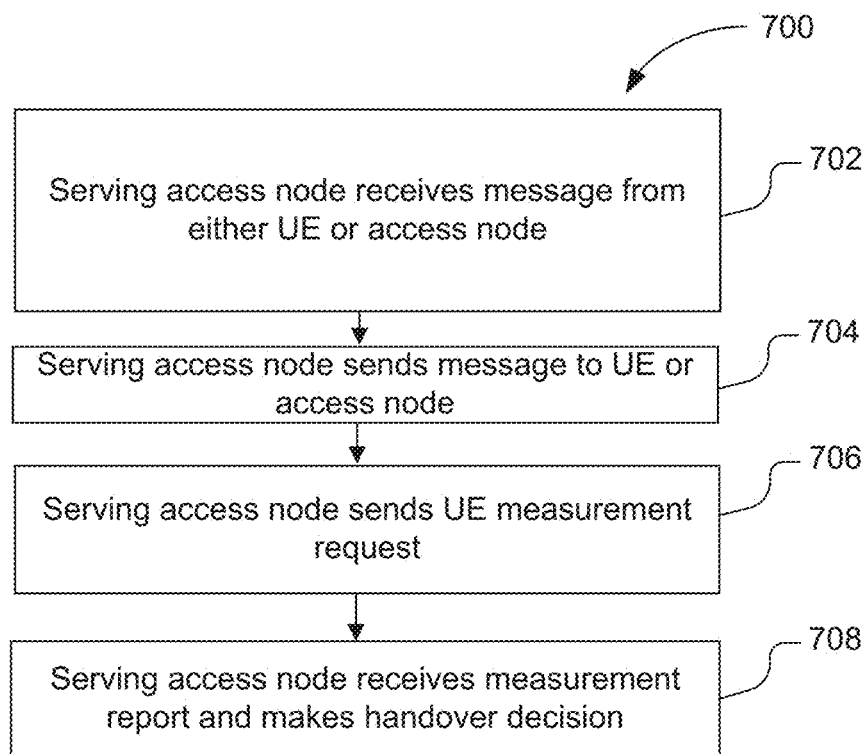 700
702
Serving access node receives message from
either UE or access node
704
Serving access node sends message to UE or
access node
706
Serving access node sends UE measurement
request
708
Serving access node receives measurement
report and makes handover decision